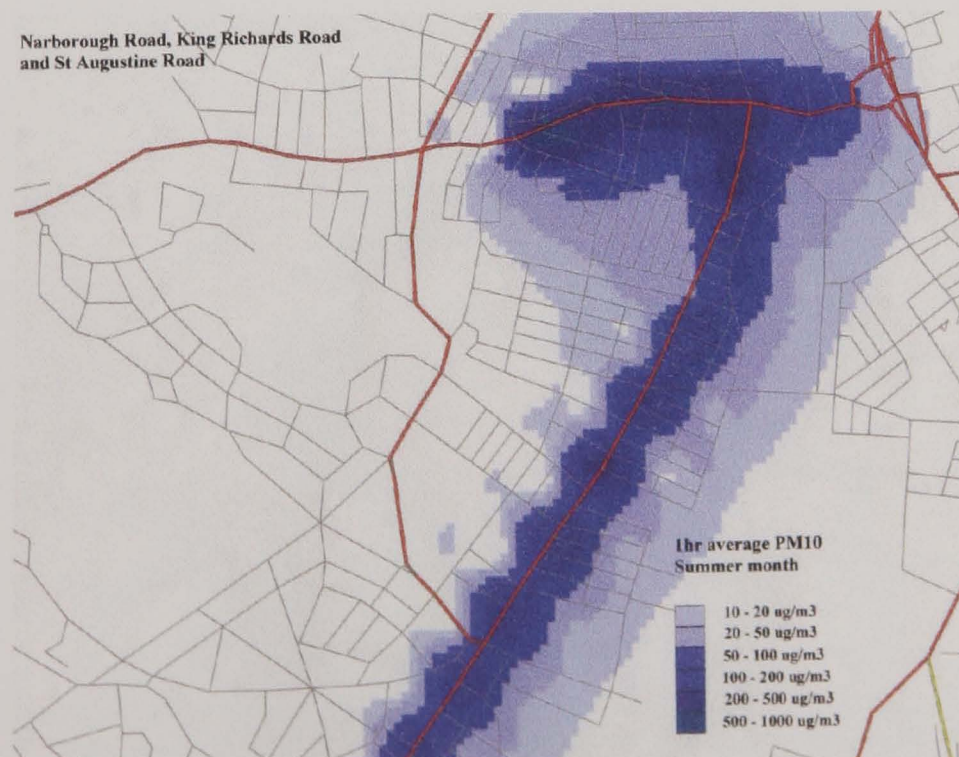 Narborough Road, King Richards Road
and St Augustine Road
1hr average PM10
Summer month
10 - 20 ug/m3
20 - 50 ug/m3
50 - 100 ug/m3
100 - 200 ug/m3
200 - 500 ug/m3
500 - 1000 ug/m3